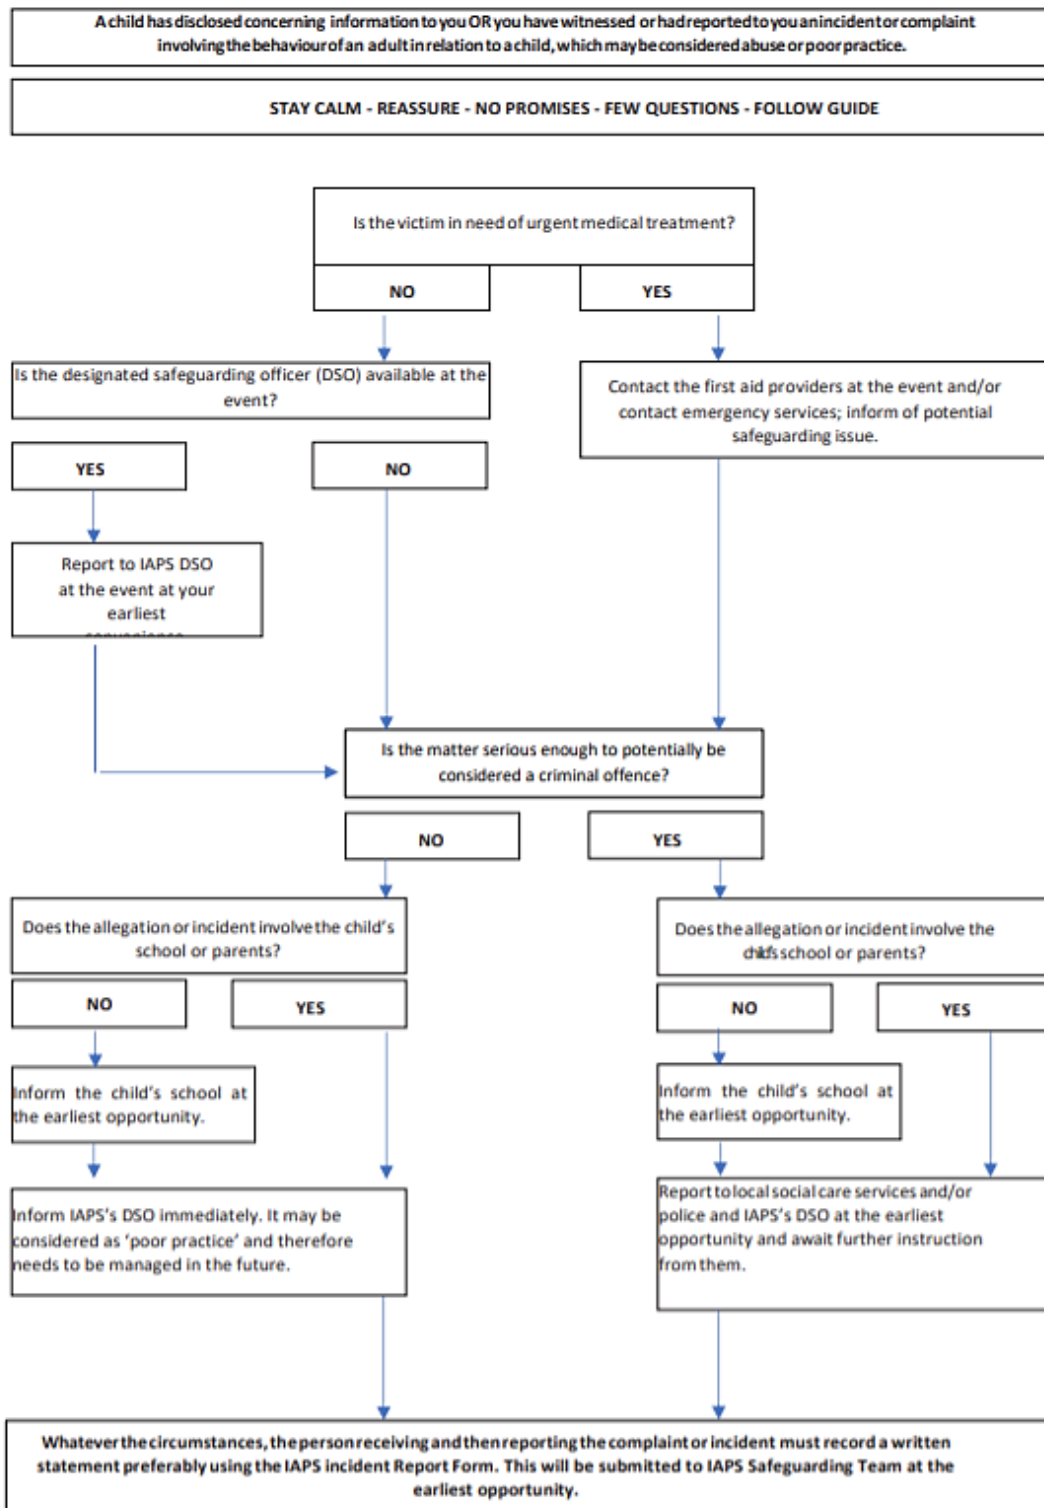 A child has disclosed concerning information to you OR you have witnessed or had reported to you an incident or complaint
involving the behaviour of an adult in relation to a child, which may be considered abuse or poor practice.
STAY CALM - REASSURE - NO PROMISES - FEW QUESTIONS - FOLLOW GUIDE
Is the victim in need of urgent medical treatment?
NO
YES
Is the designated safeguarding officer (DSO) available at the
event?
Contact the first aid providers at the event and/or
contact emergency services; inform of potential
safeguarding issue.
YES
NO
Report to IAPS DSO
at the event at your
earliest
Is the matter serious enough to potentially be
considered a criminal offence?
NO
YES
Does the allegation or incident involve the child's
school or parents?
Does the allegation or incident involve the
child's school or parents?
NO
YES
NO
YES
Inform the child's school at
the earliest opportunity.
Inform the child's school at
the earliest opportunity.
Inform IAPS's DSO immediately. It may be
considered as 'poor practice' and therefore
needs to be managed in the future.
Report to local social care services and/or
police and IAPS's DSO at the earliest
opportunity and await further instruction
from them.
Whatever the circumstances, the person receiving and then reporting the complaint or incident must record a written
statement preferably using the IAPS incident Report Form. This will be submitted to IAPS Safeguarding Team at the
earliest opportunity.